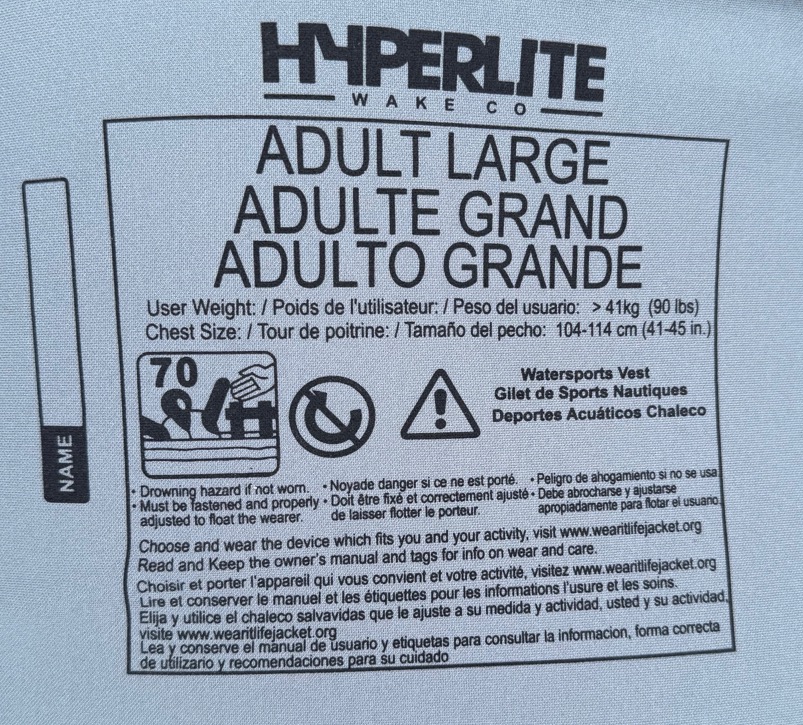 HYPERLITE
WAKE CO
ADULT LARGE
ADULTE GRAND
ADULTO GRANDE
User Weight: / Poids de l'utilisateur: / Peso del usuario: > 41kg (90 lbs)
Chest Size: / Tour de poitrine: / Tamaño del pecho: 104-114 cm (41-45 in.)
70
Watersports Vest
Gilet de Sports Nautiques
Deportes Acuáticos Chaleco
NAME
• Drowning hazard if not worn. • Noyade danger si ce ne est porté. • Peligro de ahogamiento si no se usa
• Must be fastened and properly • Doit être fixé et correctement ajusté • Debe abrocharse y ajustarse
adjusted to float the wearer. de laisser flotter le porteur. apropiadamente para flotar el usuario.
Choose and wear the device which fits you and your activity, visit www.wearitlifejacket.org
Read and Keep the owner's manual and tags for info on wear and care.
Choisir et porter l'appareil qui vous convient et votre activité, visitez www.wearitlifejacket.org
Lire et conserver le manuel et les étiquettes pour les informations l'usure et les soins.
Elija y utilice el chaleco salvavidas que le ajuste a su medida y actividad, usted y su actividad,
visite www.wearitlifejacket.org
Lea y conserve el manual de usuario y etiquetas para consultar la informacion, forma correcta
de utilizario y recomendaciones para su cuidado